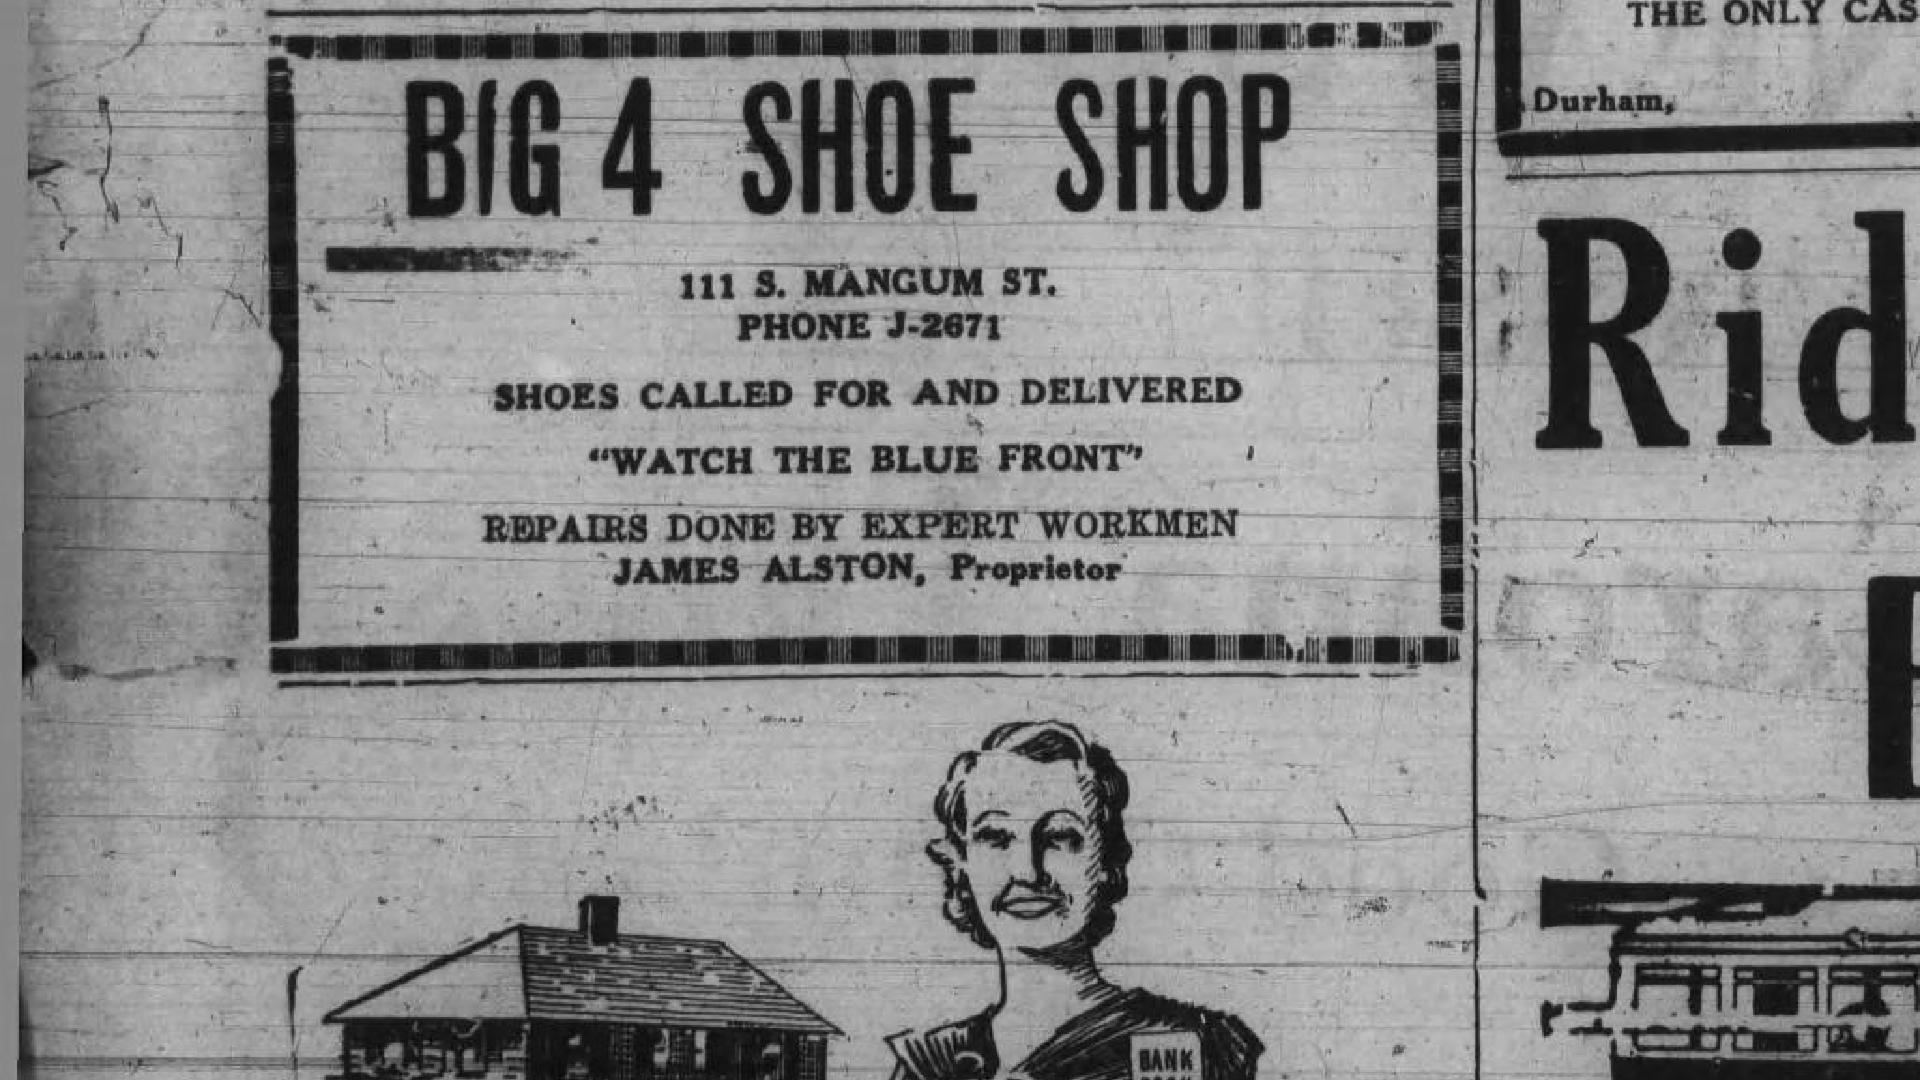 BIG 4 SHOE SHOP
111 S. MANGUM ST.
PHONE J-2671
SHOES CALLED FOR AND DELIVERED
"WATCH THE BLUE FRONT"
REPAIRS DONE BY EXPERT WORKMEN
JAMES ALSTON, Proprietor
BANK
THE ONLY CAS
Durham,
Rid